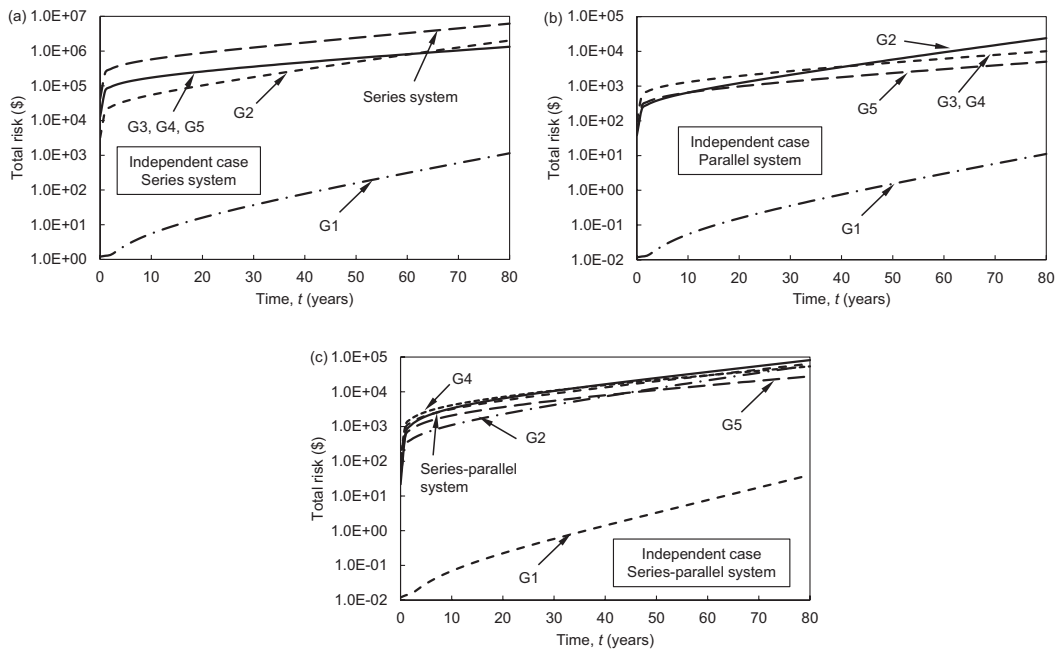 (a)
Total risk ($)
1.0E+07
1.0E+06
1.0E+05
1.0E+04
1.0E+03
1.0E+02
1.0E+01
1.0E+00
G3, G4, G5
G2
Series system
Independent case
Series system
G1
0 10 20 30 40 50 60 70 80
Time, t (years)
(b)
Total risk ($)
1.0E+05
1.0E+04
1.0E+03
1.0E+02
1.0E+01
1.0E+00
1.0E-01
1.0E-02
G2
G5
G3, G4
Independent case
Parallel system
G1
0 10 20 30 40 50 60 70 80
Time, t (years)
(c)
Total risk ($)
1.0E+05
1.0E+04
1.0E+03
1.0E+02
1.0E+01
1.0E+00
1.0E-01
1.0E-02
G4
G2
G5
Series-parallel
system
G1
Independent case
Series-parallel system
0 10 20 30 40 50 60 70 80
Time, t (years)